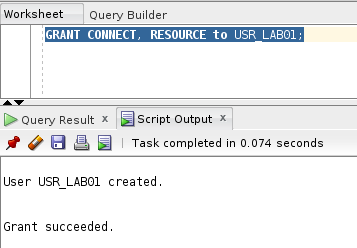 Worksheet Query Builder
GRANT CONNECT, RESOURCE to USR_LAB01;
Query Result x Script Output x
Task completed in 0.074 seconds
User USR_LAB01 created.
Grant succeeded.